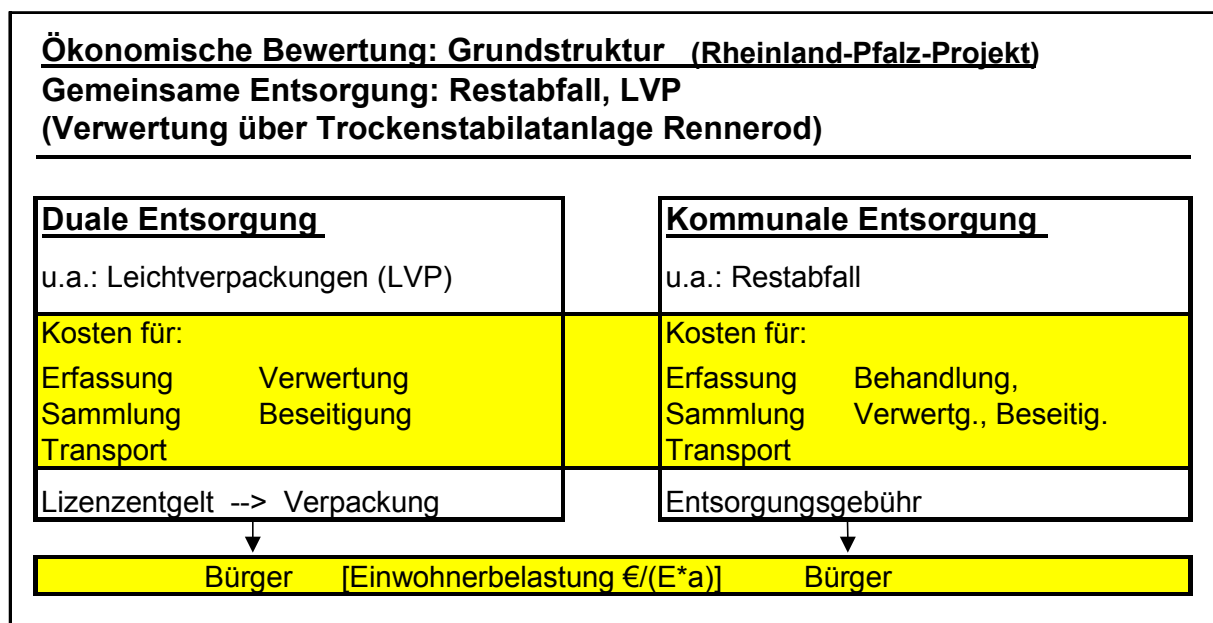 Ökonomische Bewertung: Grundstruktur (Rheinland-Pfalz-Projekt)
Gemeinsame Entsorgung: Restabfall, LVP
(Verwertung über Trockenstabilatanlage Rennerod)
Duale Entsorgung
u.a.: Leichtverpackungen (LVP)
Kosten für:
Erfassung Verwertung
Sammlung Beseitigung
Transport
Lizenzentgelt --> Verpackung
Kommunale Entsorgung
u.a.: Restabfall
Kosten für:
Erfassung Behandlung,
Sammlung Verwertg., Beseitig.
Transport
Entsorgungsgebühr
Bürger [Einwohnerbelastung €/(E*a)] Bürger